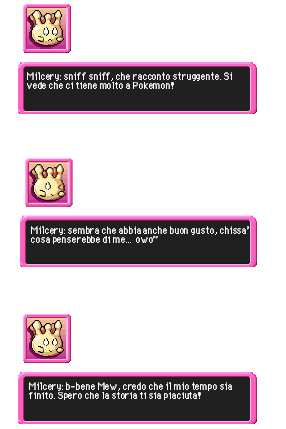 Milcery: sniff sniff, che racconto struggente. Si
vede che ci tiene molto a Pokemon!
Milcery: sembra che abbia anche buon gusto, chissa'
cosa penserebbe di me... owo"
Milcery: b-bene Mew, credo che il mio tempo sia
finito. Spero che la storia ti sia piaciuta!